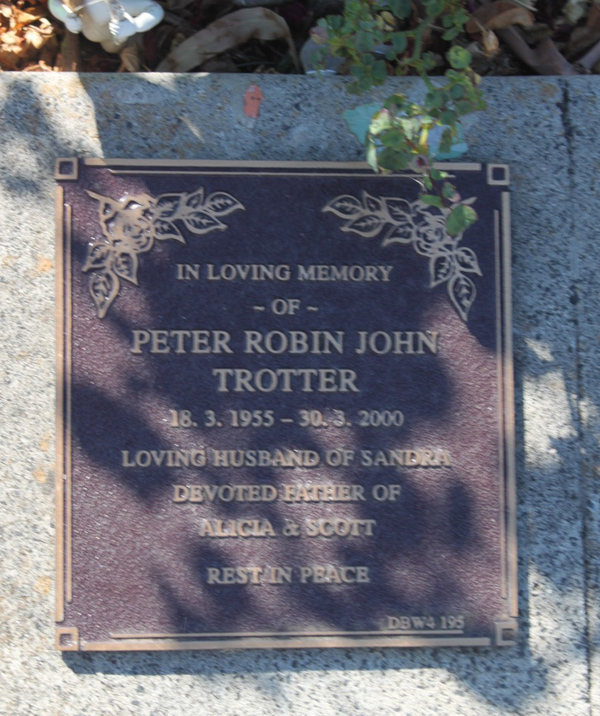 IN LOVING MEMORY
~ OF ~
PETER ROBIN JOHN
TROTTER
18. 3. 1955 – 30. 3. 2000
LOVING HUSBAND OF SANDRA
DEVOTED FATHER OF
ALICIA & SCOTT
REST IN PEACE
DBW4 195